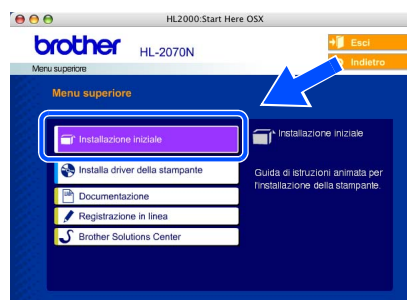 HL2000:Start Here OSX
brother
HL-2070N
Esci
Indietro
Menu superiore
Menu superiore
Installazione iniziale
Installa driver della stampante
Documentazione
Registrazione in linea
Brother Solutions Center
Installazione iniziale
Guida di istruzioni animata per
l'installazione della stampante.